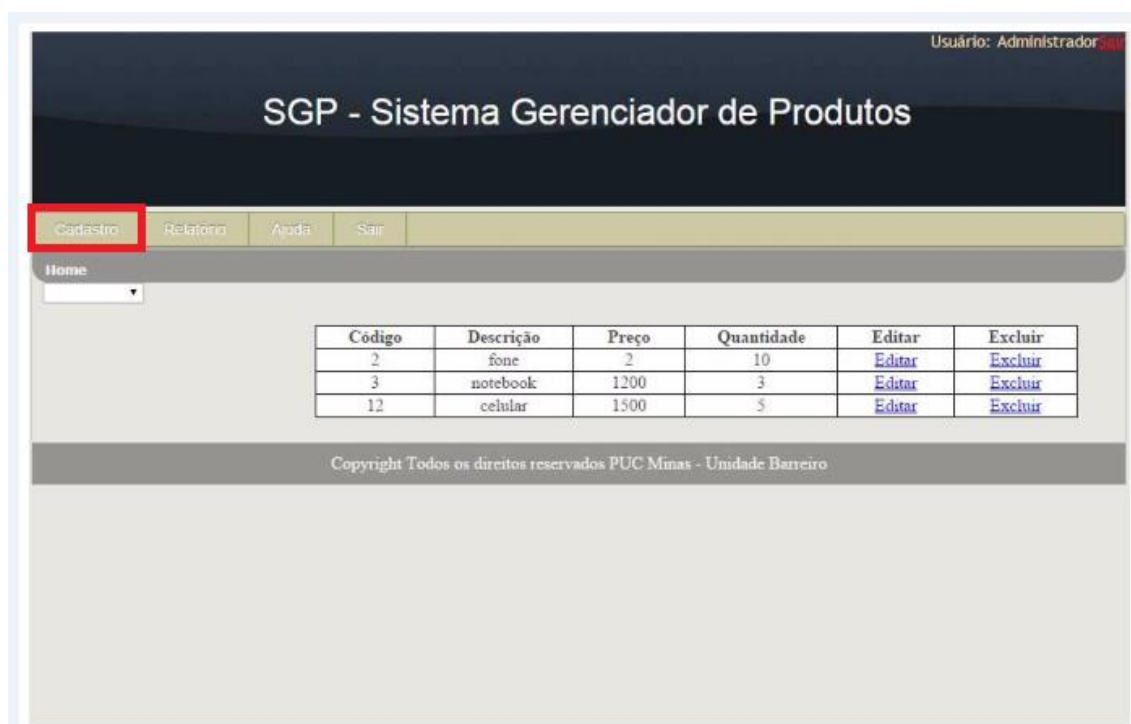 Usuário: Administrador Sair
SGP - Sistema Gerenciador de Produtos
Cadastro Relatório Ajuda Sair
Home
Código Descrição Preço Quantidade Editar Excluir
2 fone 2 10 Editar Excluir
3 notebook 1200 3 Editar Excluir
12 celular 1500 5 Editar Excluir
Copyright Todos os direitos reservados PUC Minas - Unidade Barreiro